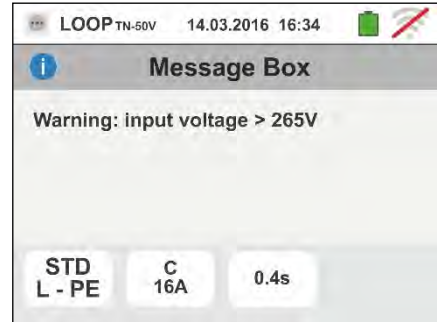 LOOP TN-50V 14.03.2016 16:34
Message Box
Warning: input voltage > 265V
STD C 0.4s
L - PE 16A